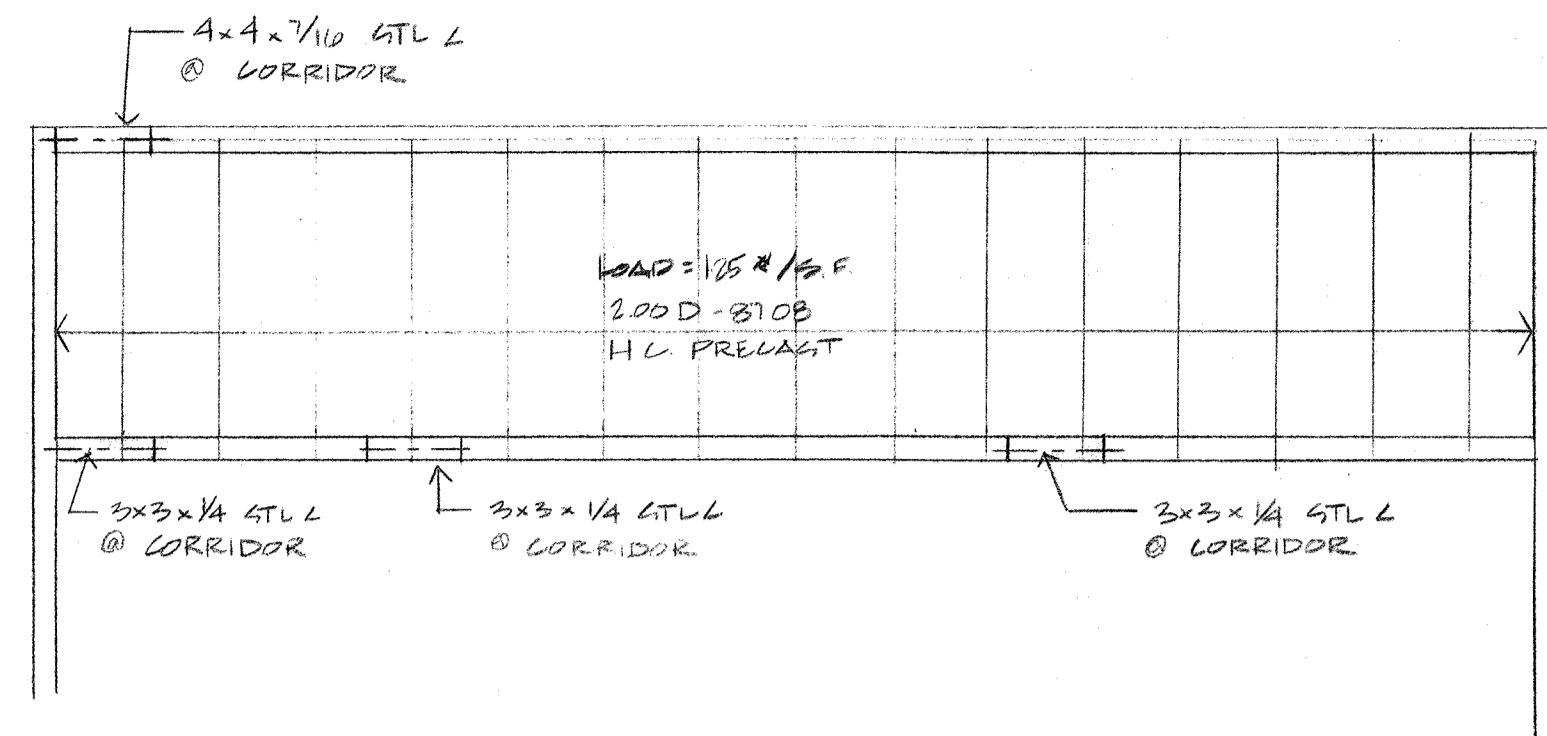 4x4x7/16 STL L
@ CORRIDOR
LOAD = 125 #/S.F.
2.00 D - 8708
H C. PRECAST
3x3x1/4 STL L
@ CORRIDOR
3x3x1/4 STL L
@ CORRIDOR
3x3x1/4 STL L
@ CORRIDOR